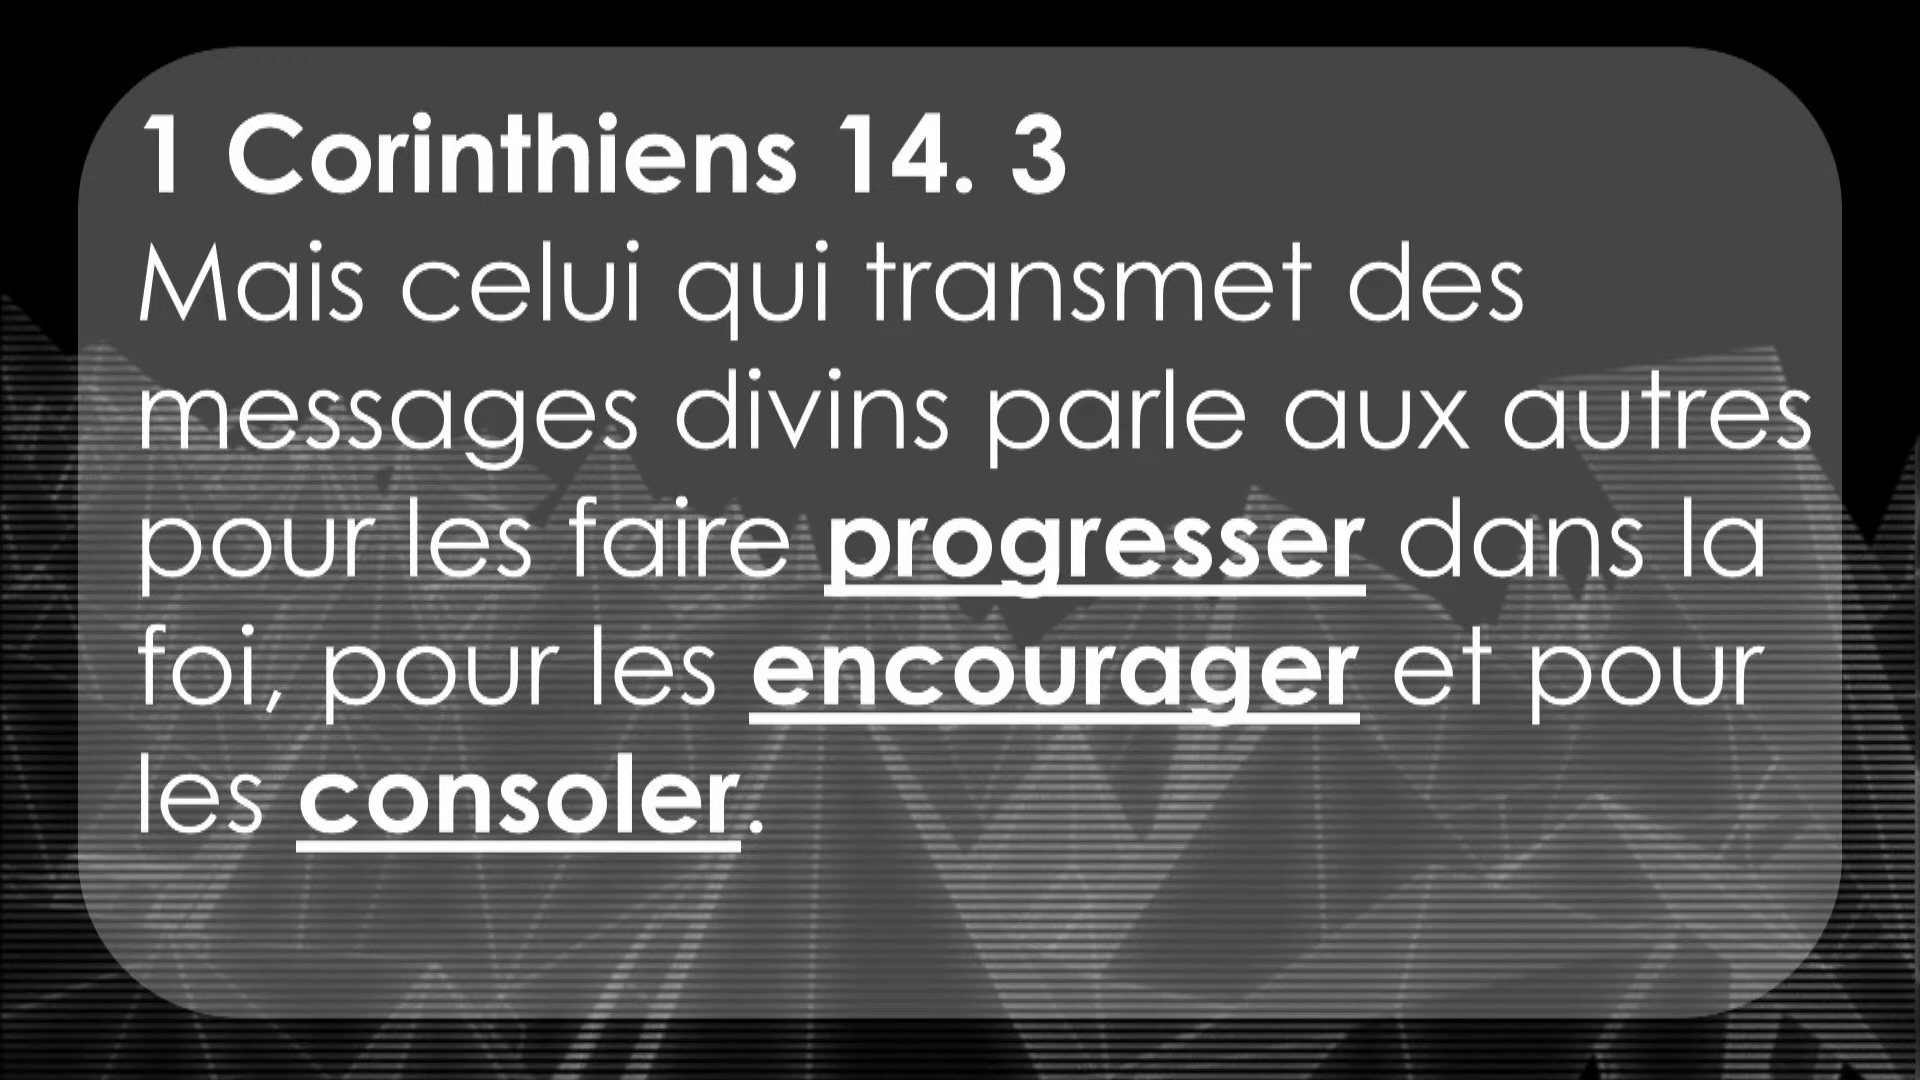 1 Corinthiens 14. 3
Mais celui qui transmet des
messages divins parle aux autres
pour les faire progresser dans la
foi, pour les encourager et pour
les consoler.